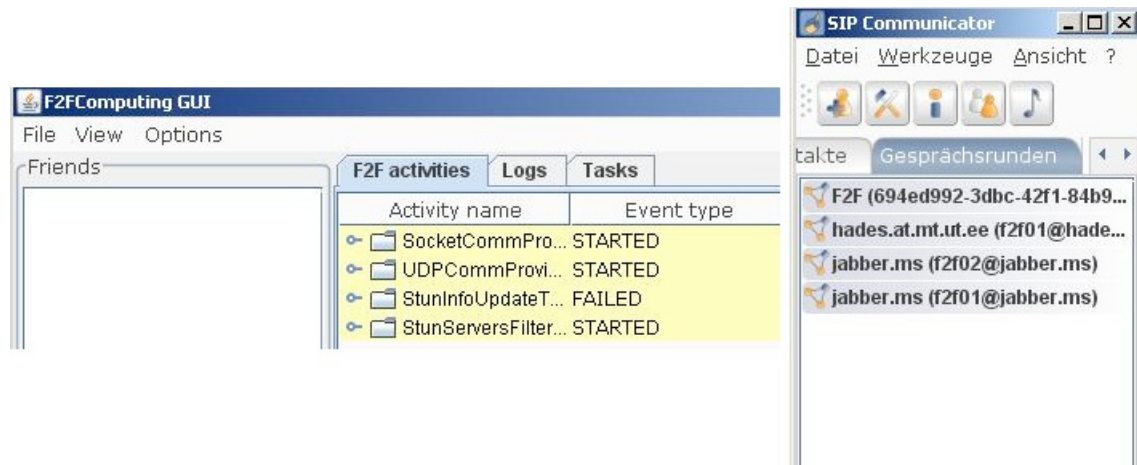 F2FComputing GUI
File View Options
Friends
F2F activities Logs Tasks
Activity name Event type
SocketCommPro... STARTED
UDPCommProvi... STARTED
StunInfoUpdateT... FAILED
StunServersFilter... STARTED
SIP Communicator
Datei Werkzeuge Ansicht ?
takte Gesprächsrunden
F2F (694ed992-3dbc-42f1-84b9...
hades.at.mt.ut.ee (f2f01@hade...
jabber.ms (f2f02@jabber.ms)
jabber.ms (f2f01@jabber.ms)